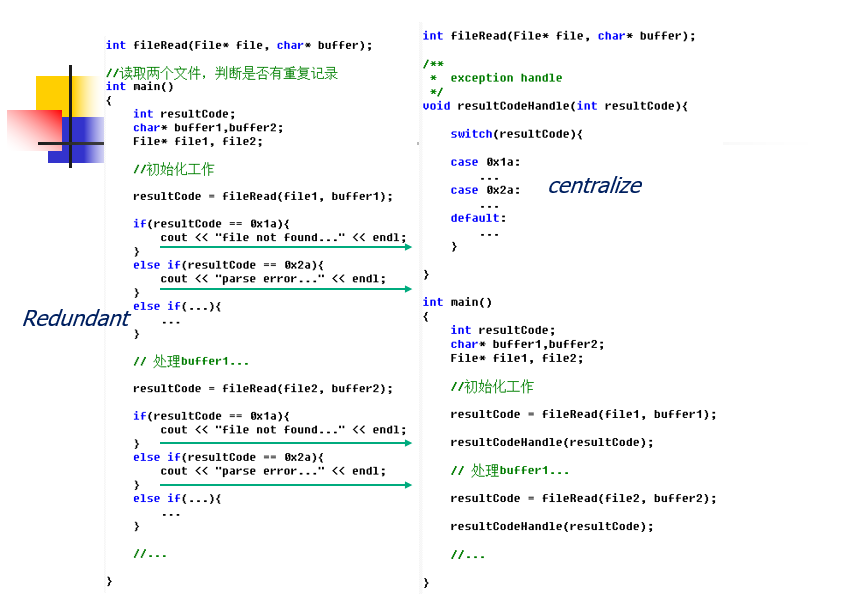 int fileRead(File* file, char* buffer);
//读取两个文件，判断是否有重复记录
int main()
{
int resultCode;
char* buffer1,buffer2;
File* file1, file2;
//初始化工作
resultCode = fileRead(file1, buffer1);
if(resultCode == 0x1a){
cout << "file not found..." << endl;
}
else if(resultCode == 0x2a){
cout << "parse error..." << endl;
}
else if(...){
...
}
// 处理buffer1...
resultCode = fileRead(file2, buffer2);
if(resultCode == 0x1a){
cout << "file not found..." << endl;
}
else if(resultCode == 0x2a){
cout << "parse error..." << endl;
}
else if(...){
...
}
//...
}
Redundant
int fileRead(File* file, char* buffer);
/**
* exception handle
*/
void resultCodeHandle(int resultCode){
switch(resultCode){
case 0x1a:
...
case 0x2a:
...
default:
...
}
}
centralize
int main()
{
int resultCode;
char* buffer1,buffer2;
File* file1, file2;
//初始化工作
resultCode = fileRead(file1, buffer1);
resultCodeHandle(resultCode);
// 处理buffer1...
resultCode = fileRead(file2, buffer2);
resultCodeHandle(resultCode);
//...
}